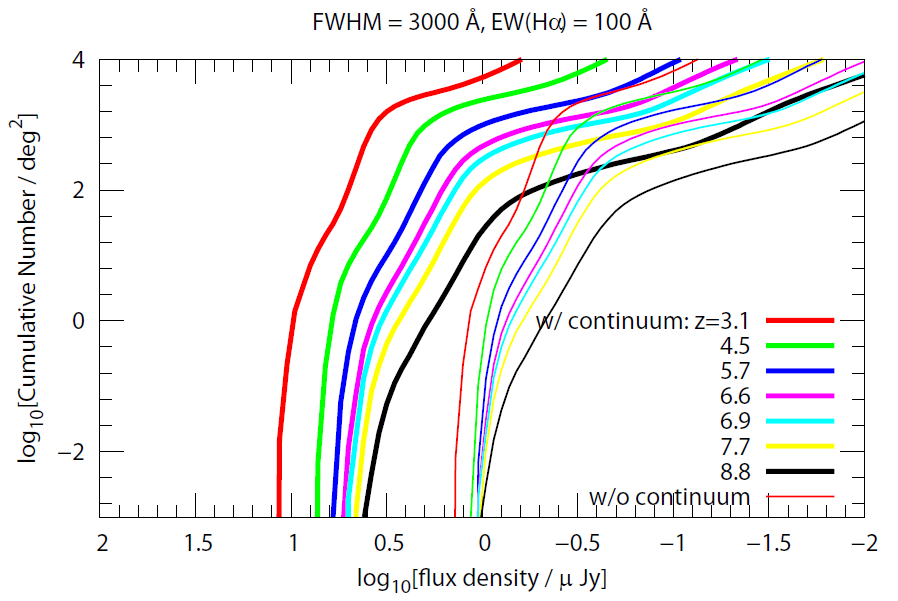 FWHM = 3000 Å, EW(Hα) = 100 Å
log10[Cumulative Number / deg2]
4
2
0
−2
w/ continuum: z=3.1
4.5
5.7
6.6
6.9
7.7
8.8
w/o continuum
2 1.5 1 0.5 0 −0.5 −1 −1.5 −2
log10[flux density / μ Jy]